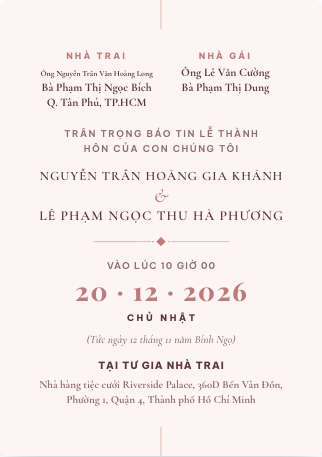 NHÀ TRAI
Ông Nguyễn Trần Văn Hoàng Long
Bà Phạm Thị Ngọc Bích
Q. Tân Phú, TP.HCM
NHÀ GÁI
Ông Lê Văn Cường
Bà Phạm Thị Dung
TRÂN TRỌNG BÁO TIN LỄ THÀNH
HÔN CỦA CON CHÚNG TÔI
NGUYỄN TRẦN HOÀNG GIA KHÁNH
&
LÊ PHẠM NGỌC THU HÀ PHƯƠNG
VÀO LÚC 10 GIỜ 00
20 · 12 · 2026
CHỦ NHẬT
(Tức ngày 12 tháng 11 năm Bính Ngọ)
TẠI TƯ GIA NHÀ TRAI
Nhà hàng tiệc cưới Riverside Palace, 360D Bến Vân Đồn,
Phường 1, Quận 4, Thành phố Hồ Chí Minh